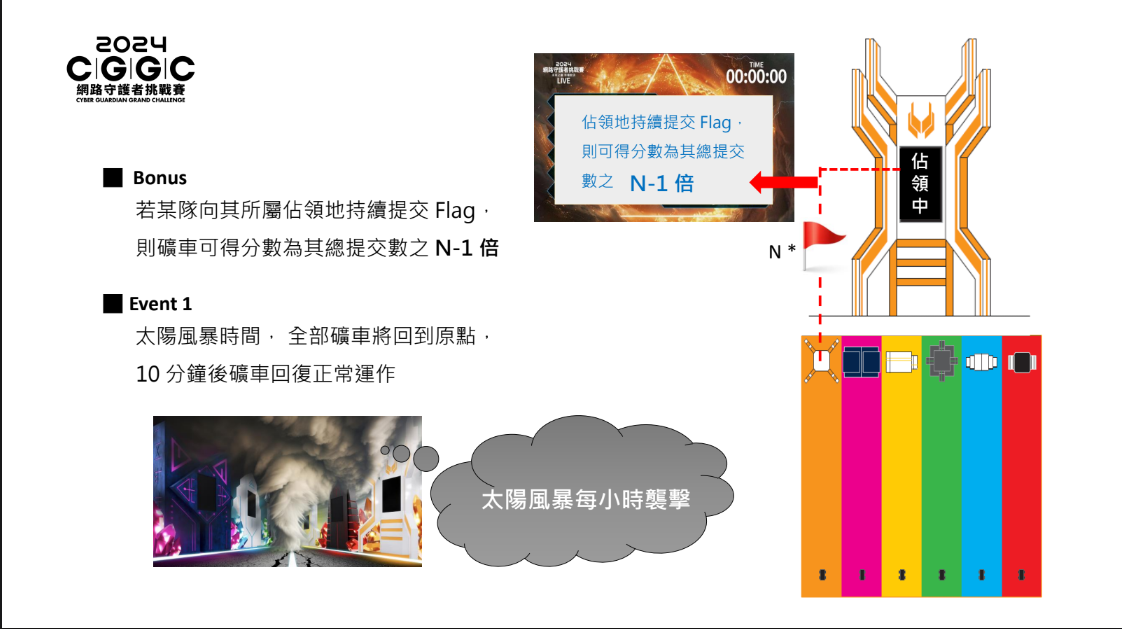 2024
CGGC
網路守護者挑戰賽
CYBER GUARDIAN GRAND CHALLENGE
Bonus
若某隊向其所屬佔領地持續提交 Flag，
則礦車可得分數為其總提交數之 N-1 倍
Event 1
太陽風暴時間， 全部礦車將回到原點，
10 分鐘後礦車回復正常運作
太陽風暴每小時襲擊
2024
網路守護者挑戰賽
LIVE
TIME
00:00:00
佔領地持續提交 Flag，
則可得分數為其總提交
數之 N-1 倍
N *
佔
領
中